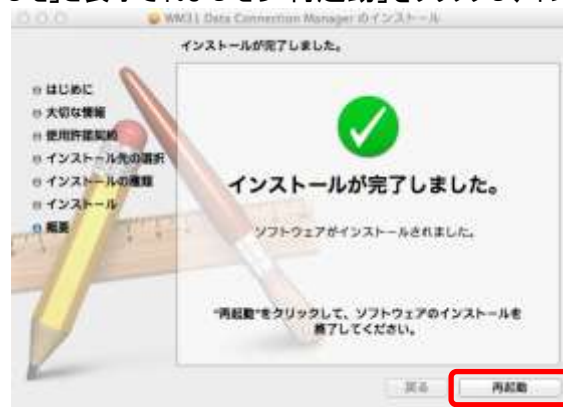 WM31 Data Connection Manager のインストール
インストールが完了しました。
はじめに
大切な情報
使用許諾契約
インストール先の選択
インストールの種類
インストール
概要
インストールが完了しました。
ソフトウェアがインストールされました。
"再起動"をクリックして、ソフトウェアのインストールを
終了してください。
戻る
再起動